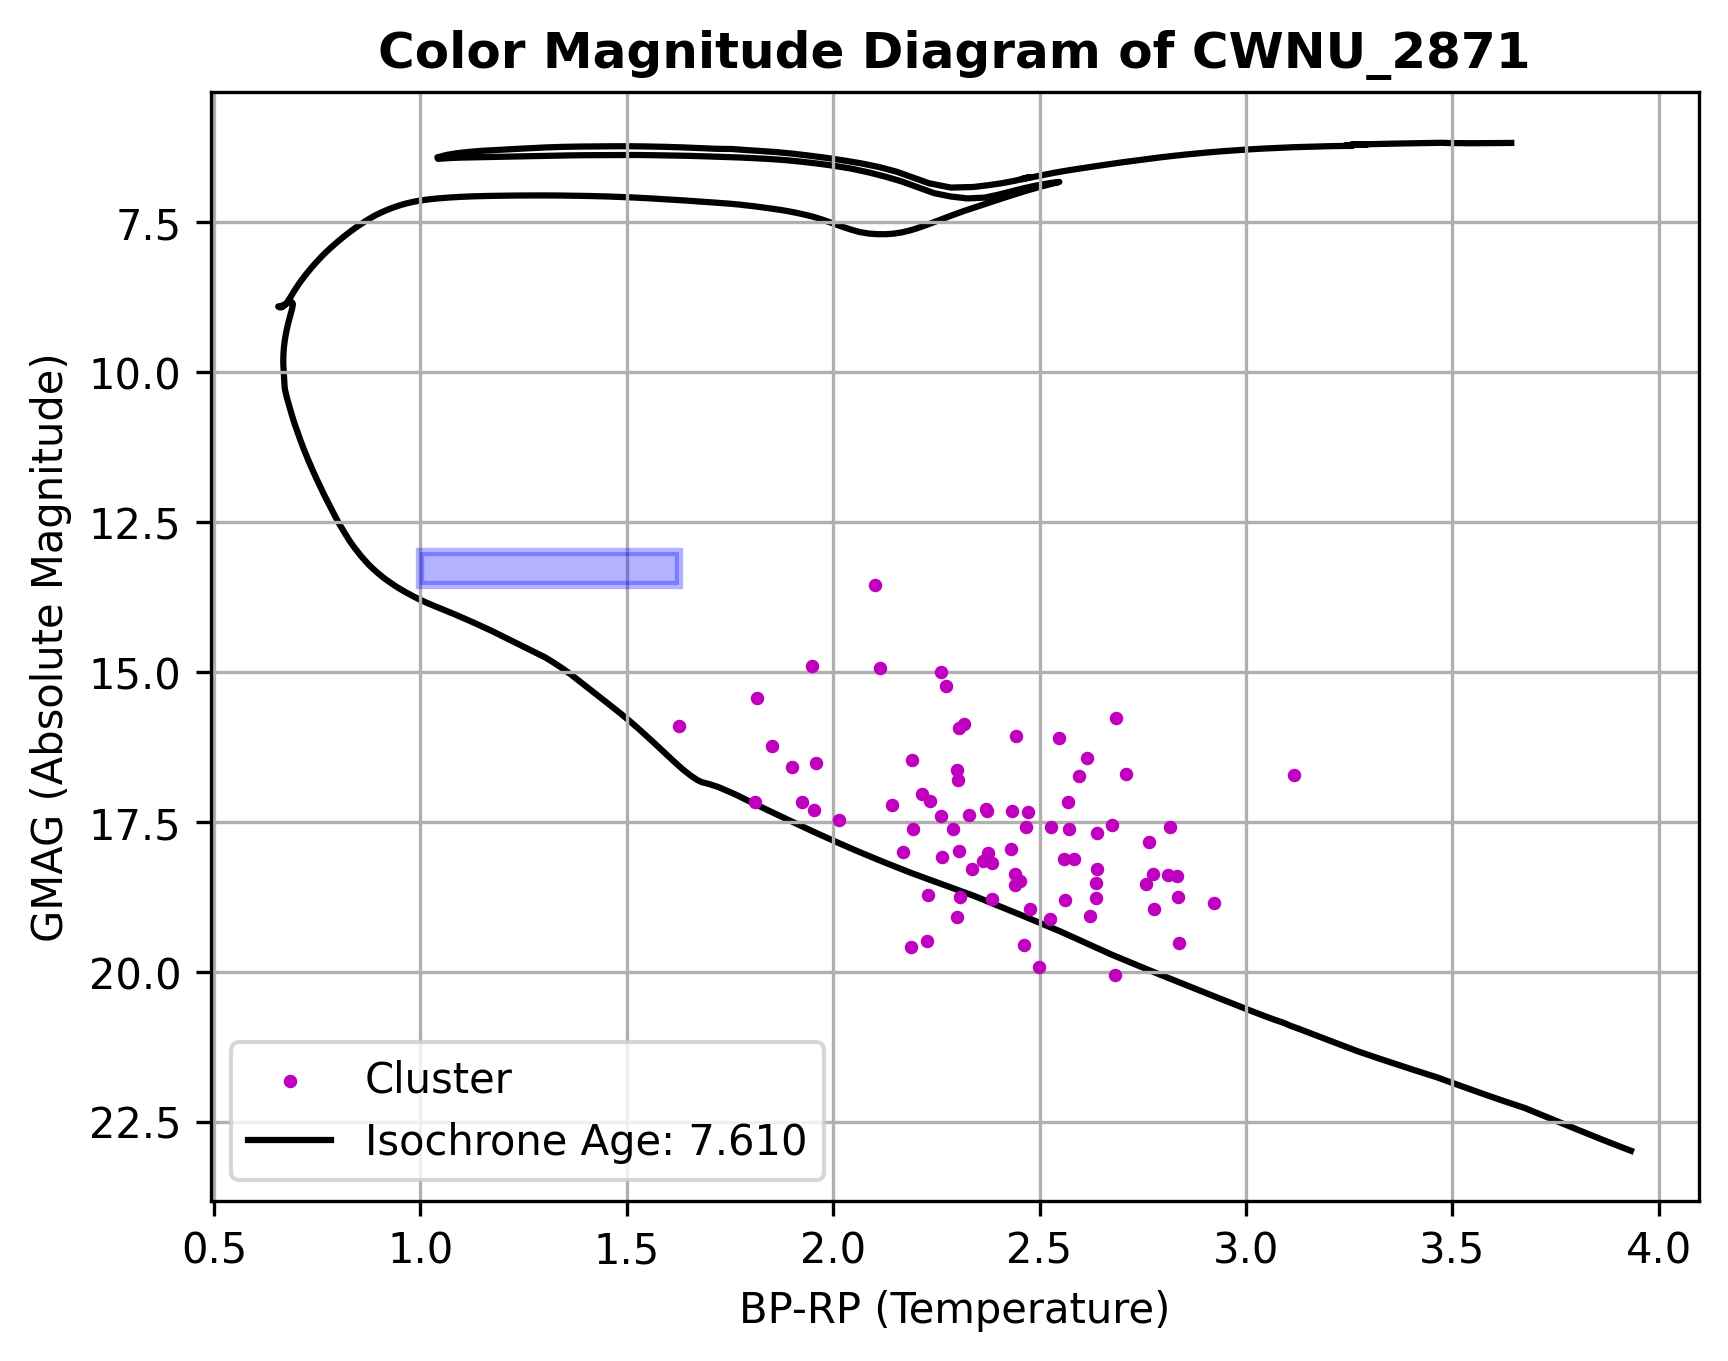 Color Magnitude Diagram of CWNU_2871
GMAG (Absolute Magnitude)
7.5
10.0
12.5
15.0
17.5
20.0
22.5
Cluster
Isochrone Age: 7.610
0.5 1.0 1.5 2.0 2.5 3.0 3.5 4.0
BP-RP (Temperature)